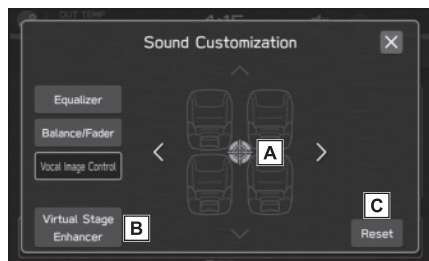 OUT TEMP
Sound Customization
Equalizer
Balance/Fader
A
Vocal Image Control
C
Virtual Stage
Enhancer
B
Reset